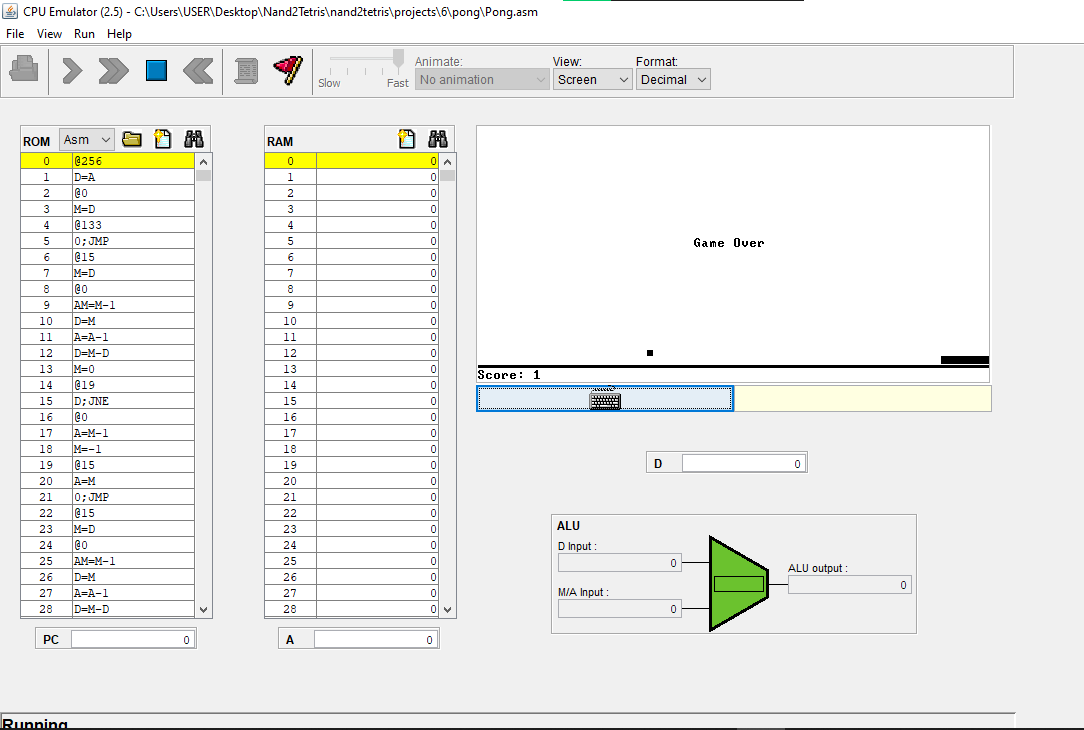 CPU Emulator (2.5) - C:\Users\USER\Desktop\Nand2Tetris\nand2tetris\projects\6\pong\Pong.asm
File View Run Help
Slow Fast
Animate:
No animation
View:
Screen
Format:
Decimal
ROM Asm
0 @256
1 D=A
2 @0
3 M=D
4 @133
5 0;JMP
6 @15
7 M=D
8 @0
9 AM=M-1
10 D=M
11 A=A-1
12 D=M-D
13 M=0
14 @19
15 D;JNE
16 @0
17 A=M-1
18 M=-1
19 @15
20 A=M
21 0;JMP
22 @15
23 M=D
24 @0
25 AM=M-1
26 D=M
27 A=A-1
28 D=M-D
PC 0
RAM
0 0
1 0
2 0
3 0
4 0
5 0
6 0
7 0
8 0
9 0
10 0
11 0
12 0
13 0
14 0
15 0
16 0
17 0
18 0
19 0
20 0
21 0
22 0
23 0
24 0
25 0
26 0
27 0
28 0
A 0
Game Over
Score: 1
D 0
ALU
D Input :
0
M/A Input :
0
ALU output :
0
Running